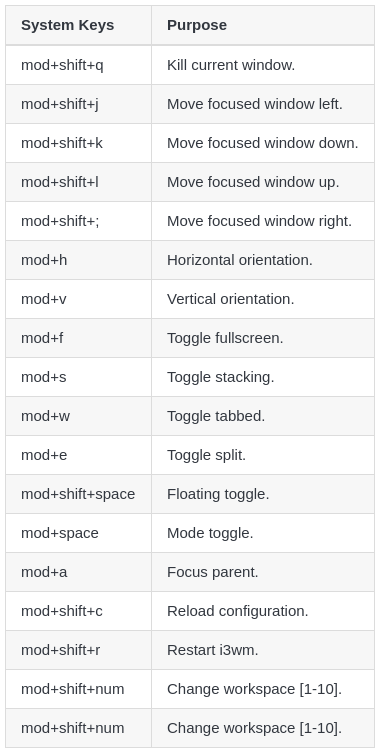 System Keys Purpose
mod+shift+q Kill current window.
mod+shift+j Move focused window left.
mod+shift+k Move focused window down.
mod+shift+l Move focused window up.
mod+shift+; Move focused window right.
mod+h Horizontal orientation.
mod+v Vertical orientation.
mod+f Toggle fullscreen.
mod+s Toggle stacking.
mod+w Toggle tabbed.
mod+e Toggle split.
mod+shift+space Floating toggle.
mod+space Mode toggle.
mod+a Focus parent.
mod+shift+c Reload configuration.
mod+shift+r Restart i3wm.
mod+shift+num Change workspace [1-10].
mod+shift+num Change workspace [1-10].